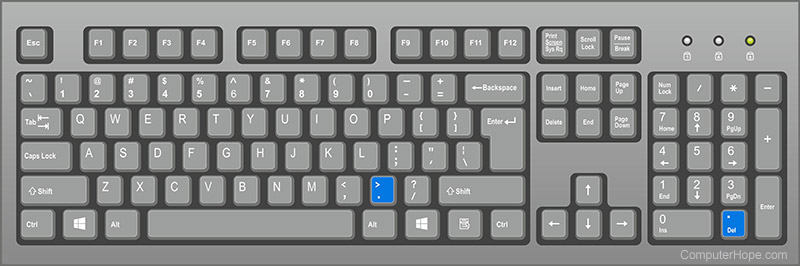 Esc F1 F2 F3 F4 F5 F6 F7 F8 F9 F10 F11 F12 Print Screen Sys Rq Scroll Lock Pause Break
~ ! @ # $ % ^ & * ( ) — + ←Backspace Insert Home Page Up Num Lock / * −
` 1 2 3 4 5 6 7 8 9 0 - =
Tab Q W E R T Y U I O P { [ } ] Enter Delete End Page Down 7 Home 8 ↑ 9 PgUp +
Caps Lock A S D F G H J K L : ; " ' | \ 4 ← 5 6 →
⇧Shift Z X C V B N M < , > . ? / ⇧Shift ↑ 1 End 2 ↓ 3 PgDn Enter
Ctrl Alt Alt Ctrl ← ↓ → 0 Ins . Del
ComputerHope.com